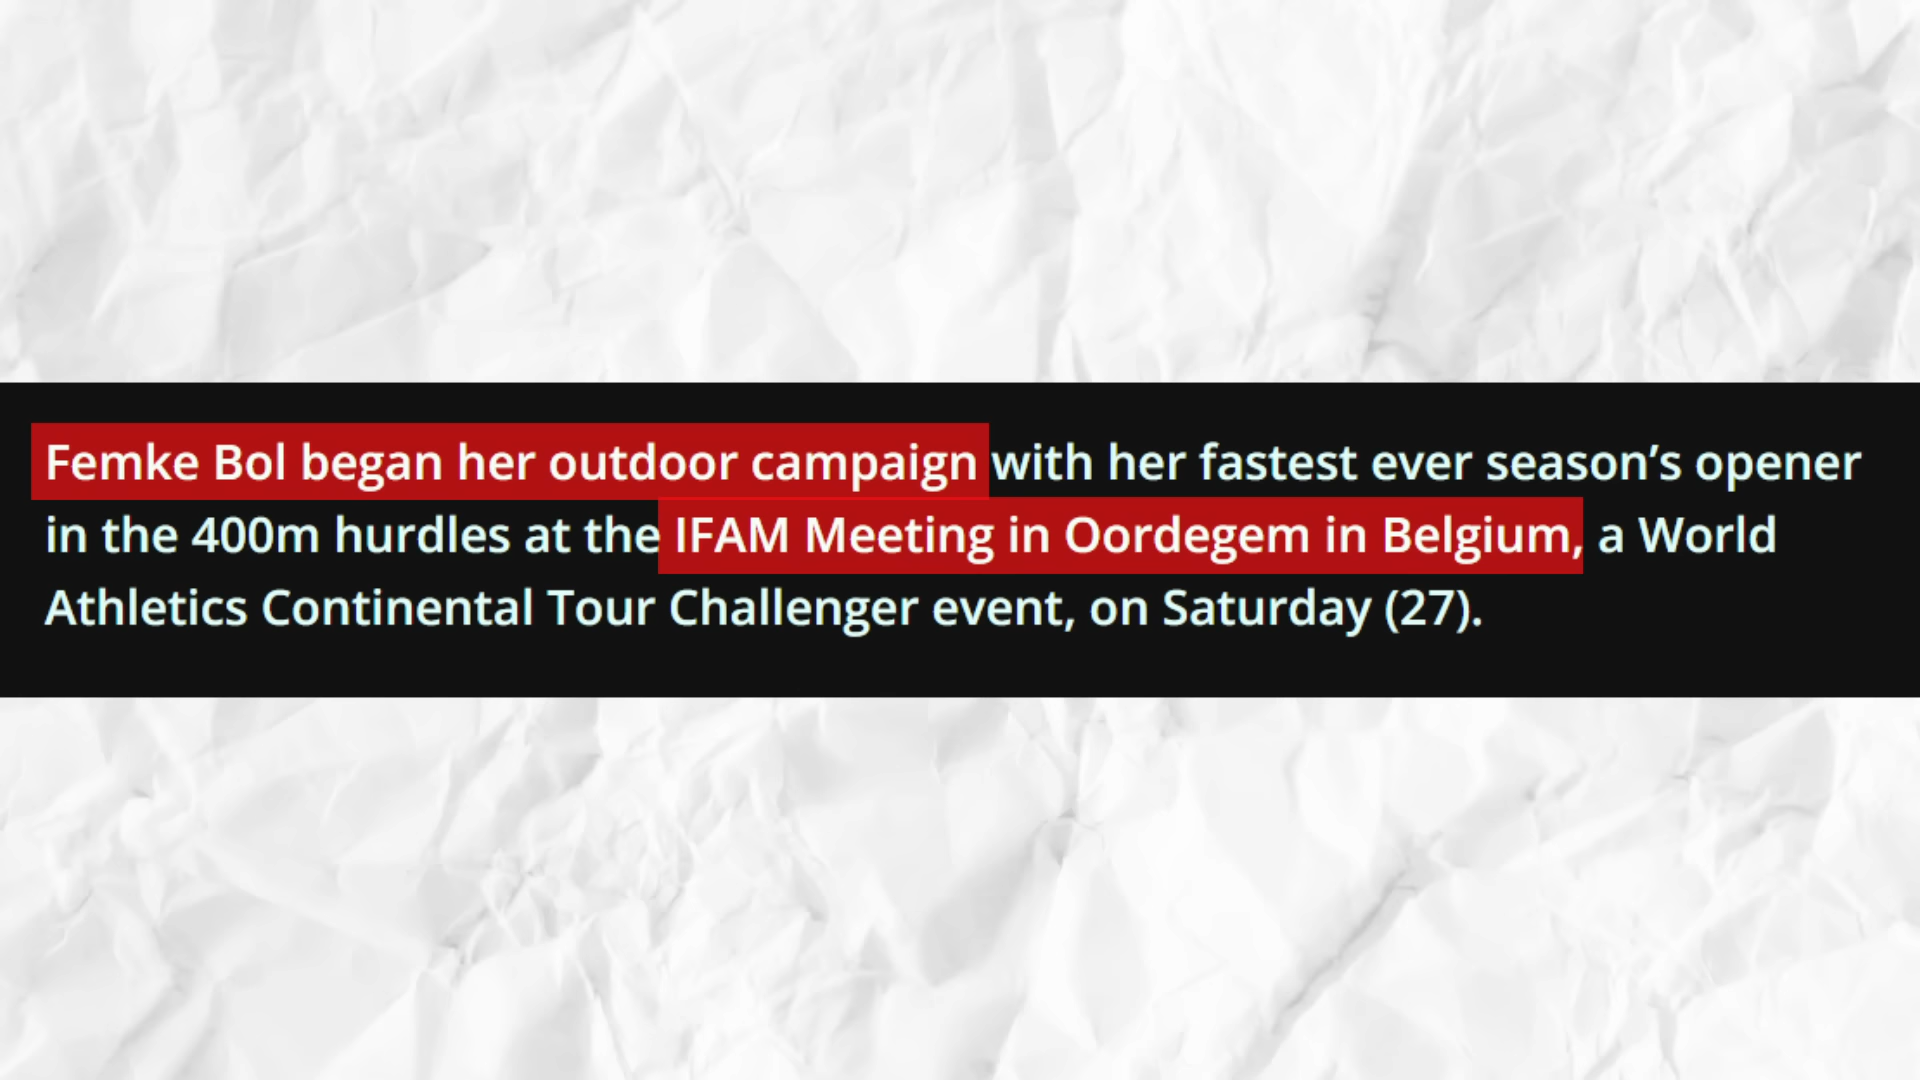 Femke Bol began her outdoor campaign with her fastest ever season’s opener
in the 400m hurdles at the IFAM Meeting in Oordegem in Belgium, a World
Athletics Continental Tour Challenger event, on Saturday (27).